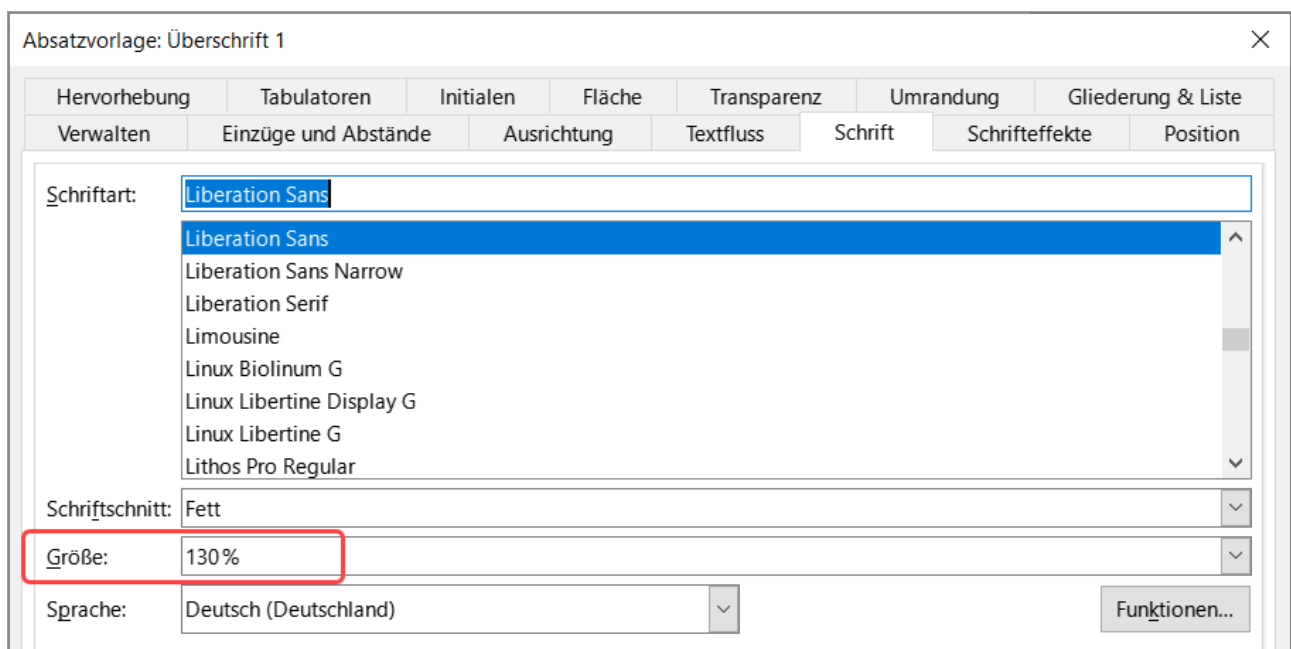 Absatzvorlage: Überschrift 1
Hervorhebung Tabulatoren Initialen Fläche Transparenz Umrandung Gliederung & Liste
Verwalten Einzüge und Abstände Ausrichtung Textfluss Schrift Schrifteffekte Position
Schriftart: Liberation Sans
Liberation Sans
Liberation Sans Narrow
Liberation Serif
Limousine
Linux Biolinum G
Linux Libertine Display G
Linux Libertine G
Lithos Pro Regular
Schriftschnitt: Fett
Größe: 130%
Sprache: Deutsch (Deutschland) Funktionen...